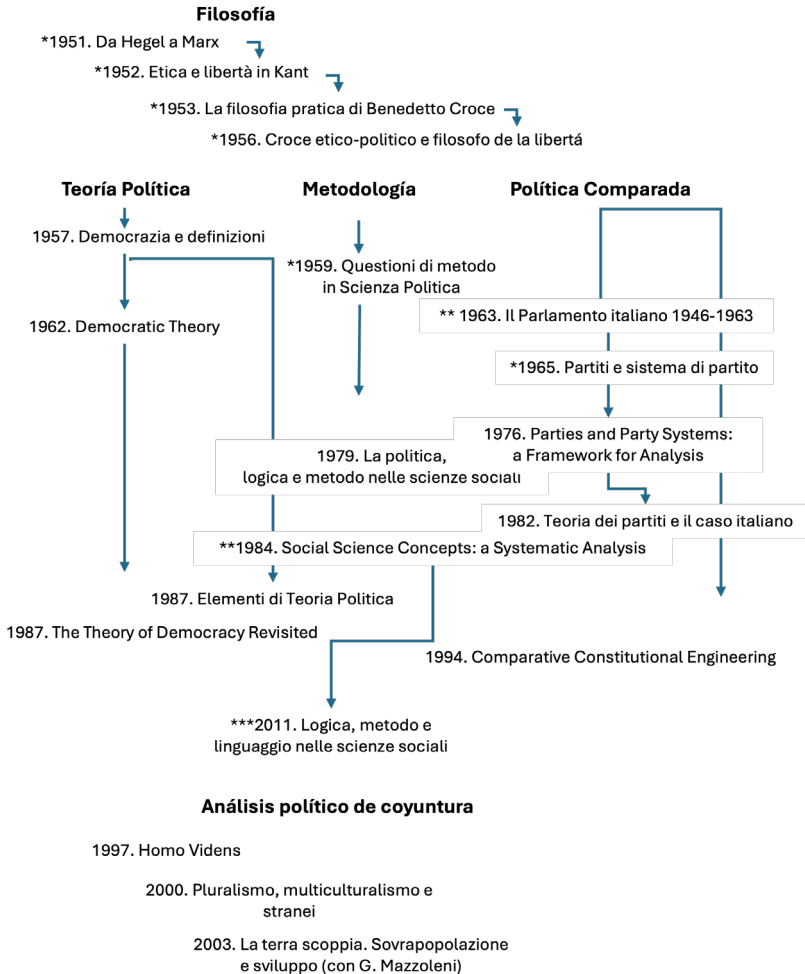 Filosofía
*1951. Da Hegel a Marx
*1952. Etica e libertà in Kant
*1953. La filosofia pratica di Benedetto Croce
*1956. Croce etico-politico e filosofo de la libertá
Teoría Política
Metodología
Política Comparada
1957. Democrazia e definizioni
*1959. Questioni di metodo
in Scienza Politica
** 1963. Il Parlamento italiano 1946-1963
1962. Democratic Theory
*1965. Partiti e sistema di partito
1976. Parties and Party Systems:
a Framework for Analysis
1979. La politica,
logica e metodo nelle scienze sociali
1982. Teoria dei partiti e il caso italiano
**1984. Social Science Concepts: a Systematic Analysis
1987. Elementi di Teoria Politica
1987. The Theory of Democracy Revisited
1994. Comparative Constitutional Engineering
***2011. Logica, metodo e
linguaggio nelle scienze sociali
Análisis político de coyuntura
1997. Homo Videns
2000. Pluralismo, multiculturalismo e
stranei
2003. La terra scoppia. Sovrapopolazione
e sviluppo (con G. Mazzoleni)